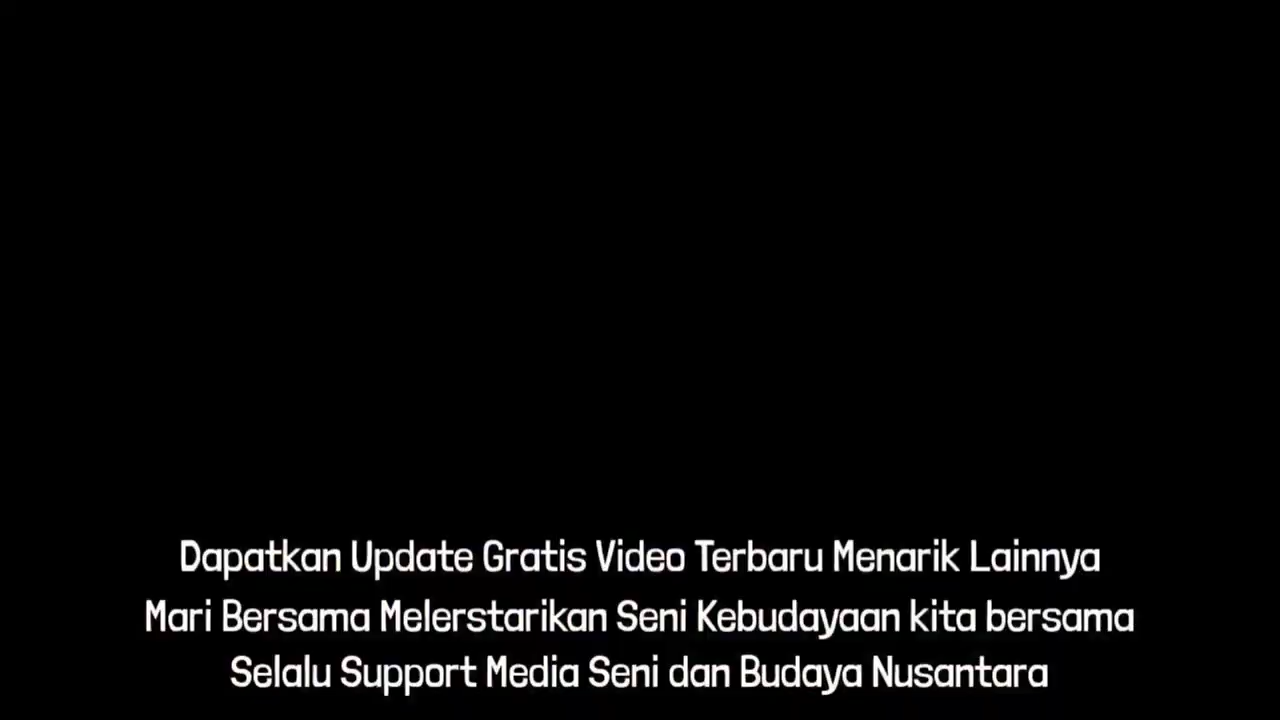 Dapatkan Update Gratis Video Terbaru Menarik Lainnya
Mari Bersama Melerstarikan Seni Kebudayaan kita bersama
Selalu Support Media Seni dan Budaya Nusantara